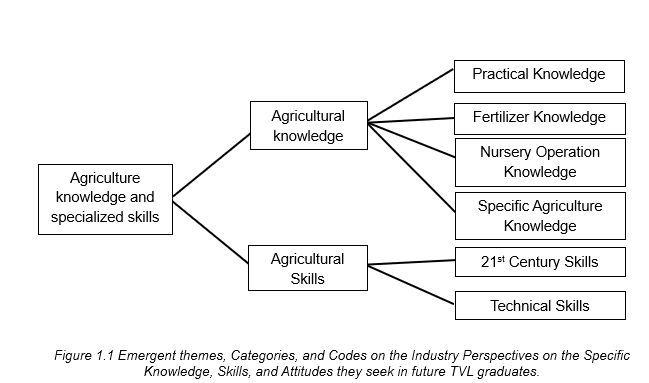 Practical Knowledge
Agricultural
knowledge
Fertilizer Knowledge
Nursery Operation
Knowledge
Agriculture
knowledge and
specialized skills
Specific Agriculture
Knowledge
Agricultural
Skills
21st Century Skills
Technical Skills
Figure 1.1 Emergent themes, Categories, and Codes on the Industry Perspectives on the Specific
Knowledge, Skills, and Attitudes they seek in future TVL graduates.